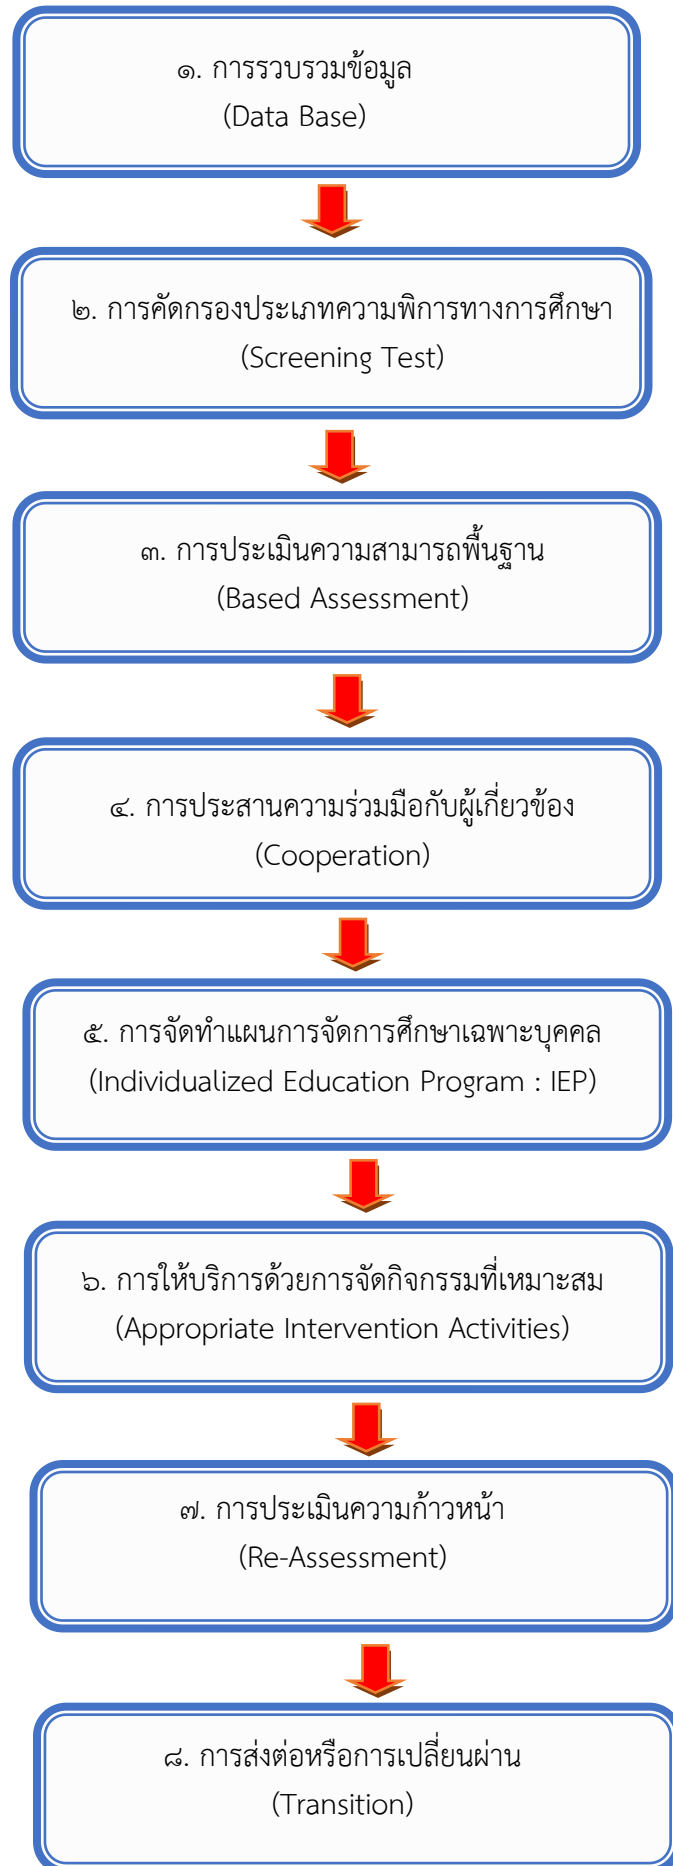 ๑. การรวบรวมข้อมูล
(Data Base)
๒. การคัดกรองประเภทความพิการทางการศึกษา
(Screening Test)
๓. การประเมินความสามารถพื้นฐาน
(Based Assessment)
๔. การประสานความร่วมมือกับผู้เกี่ยวข้อง
(Cooperation)
๕. การจัดทำแผนการจัดการศึกษาเฉพาะบุคคล
(Individualized Education Program : IEP)
๖. การให้บริการด้วยการจัดกิจกรรมที่เหมาะสม
(Appropriate Intervention Activities)
๗. การประเมินความก้าวหน้า
(Re-Assessment)
๘. การส่งต่อหรือการเปลี่ยนผ่าน
(Transition)